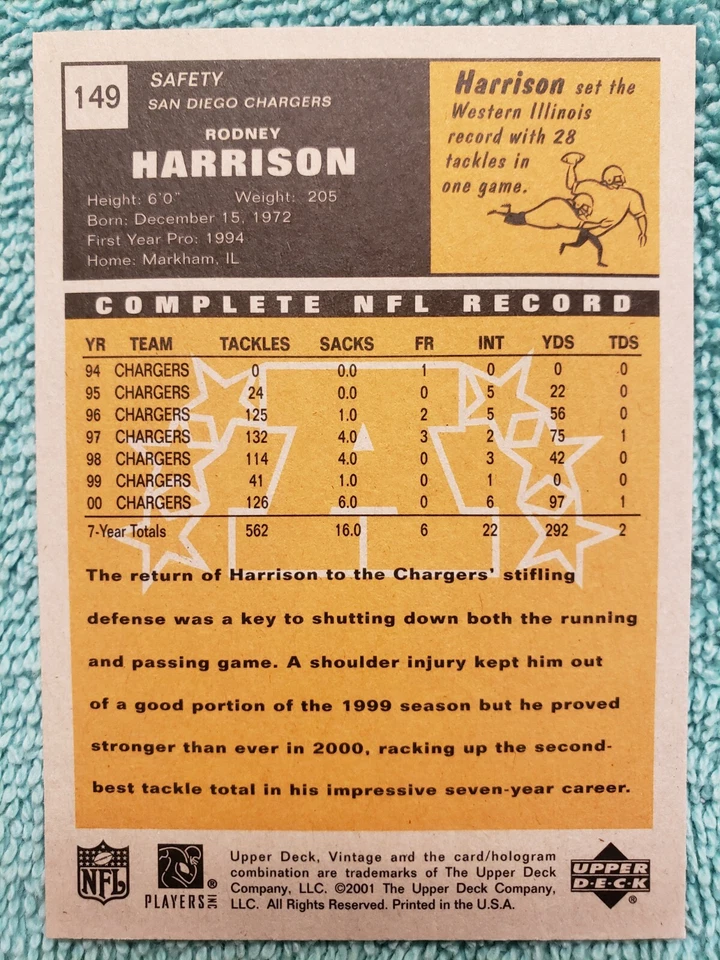 149
SAFETY
SAN DIEGO CHARGERS
RODNEY
HARRISON
Height: 6'0" Weight: 205
Born: December 15, 1972
First Year Pro: 1994
Home: Markham, IL
Harrison set the
Western Illinois
record with 28
tackles in
one game.
COMPLETE NFL RECORD
YR TEAM TACKLES SACKS FR INT YDS TDS
94 CHARGERS 0 0.0 1 0 0 0
95 CHARGERS 24 0.0 0 5 22 0
96 CHARGERS 125 1.0 2 5 56 0
97 CHARGERS 132 4.0 3 2 75 1
98 CHARGERS 114 4.0 0 3 42 0
99 CHARGERS 41 1.0 0 1 0 0
00 CHARGERS 126 6.0 0 6 97 1
7-Year Totals 562 16.0 6 22 292 2
The return of Harrison to the Chargers' stifling
defense was a key to shutting down both the running
and passing game. A shoulder injury kept him out
of a good portion of the 1999 season but he proved
stronger than ever in 2000, racking up the second-
best tackle total in his impressive seven-year career.
NFL
PLAYERS INC ®
Upper Deck, Vintage and the card/hologram
combination are trademarks of The Upper Deck
Company, LLC. ©2001 The Upper Deck Company,
LLC. All Rights Reserved. Printed in the U.S.A.
UPPER
DECK ®